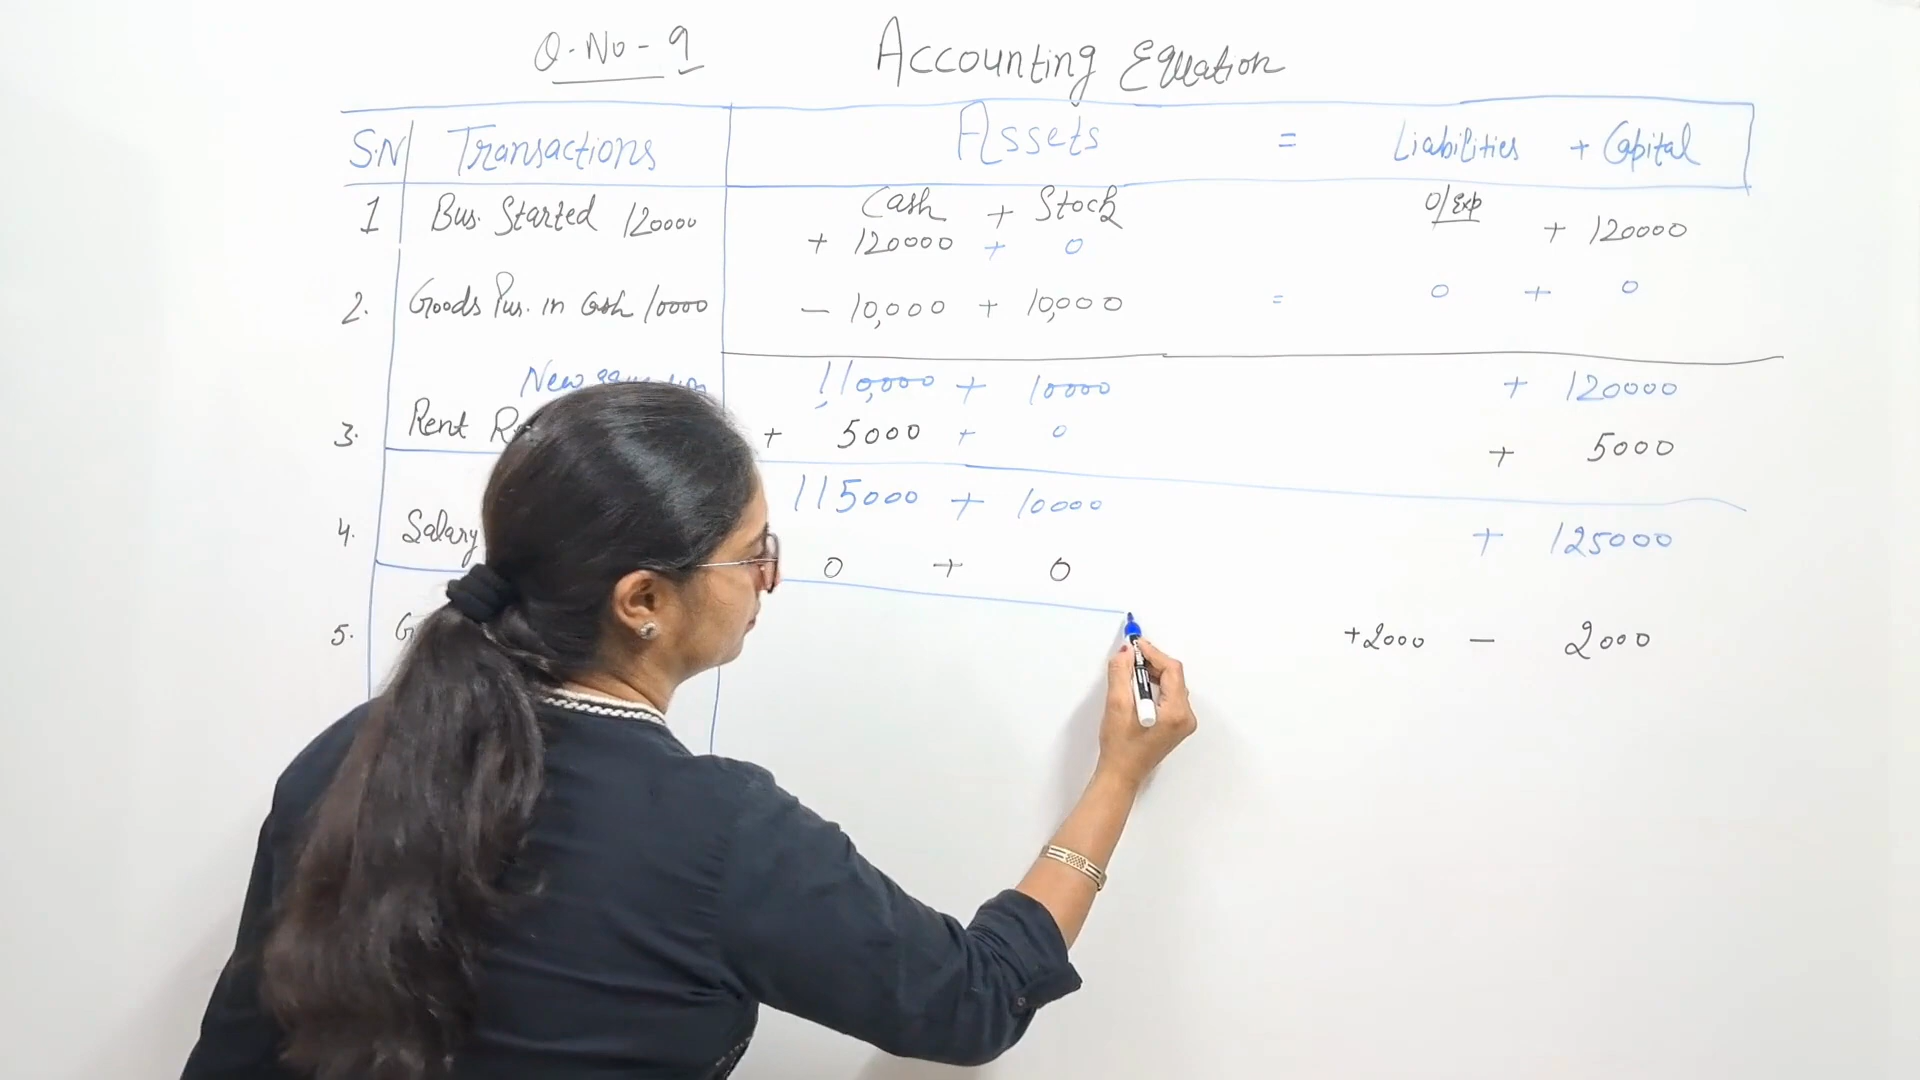 Q.No-9 Accounting Equation
S.N Transactions Assets = Liabilities + Capital
1 Bus. Started 120000 Cash + Stock O/Exp
+ 120000 + 0 + 120000
2. Goods Pur. in Cash 10000 - 10,000 + 10,000 = 0 + 0
New 110,000 + 10000 + 120000
3. Rent + 5000 + 0 + 5000
115000 + 10000 + 125000
4. Salary 0 + 0 +2000 - 2000
5. G